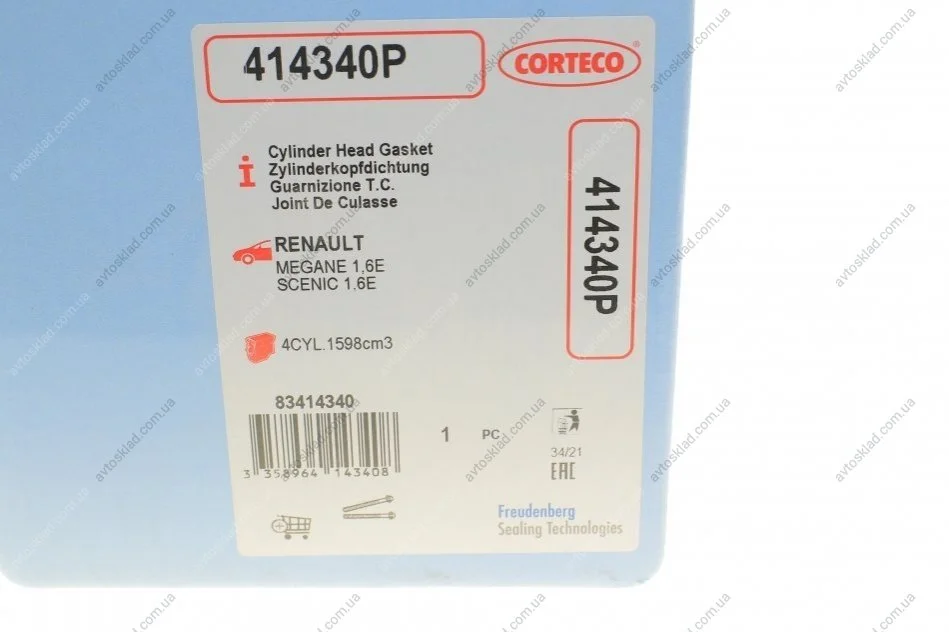 414340P
CORTECO®
Cylinder Head Gasket
Zylinderkopfdichtung
Guarnizione T.C.
Joint De Culasse
414340P
RENAULT
MEGANE 1,6E
SCENIC 1,6E
4CYL.1598cm3
83414340
3 358964 143408
1 PC
34/21
EAC
Freudenberg
Sealing Technologies
avtosklad.com.ua